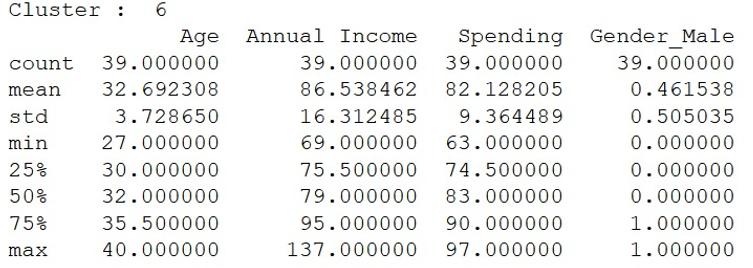 Cluster :  6
             Age  Annual Income   Spending  Gender_Male
count  39.000000      39.000000  39.000000    39.000000
mean   32.692308      86.538462  82.128205     0.461538
std     3.728650      16.312485   9.364489     0.505035
min    27.000000      69.000000  63.000000     0.000000
25%    30.000000      75.500000  74.500000     0.000000
50%    32.000000      79.000000  83.000000     0.000000
75%    35.500000      95.000000  90.000000     1.000000
max    40.000000     137.000000  97.000000     1.000000